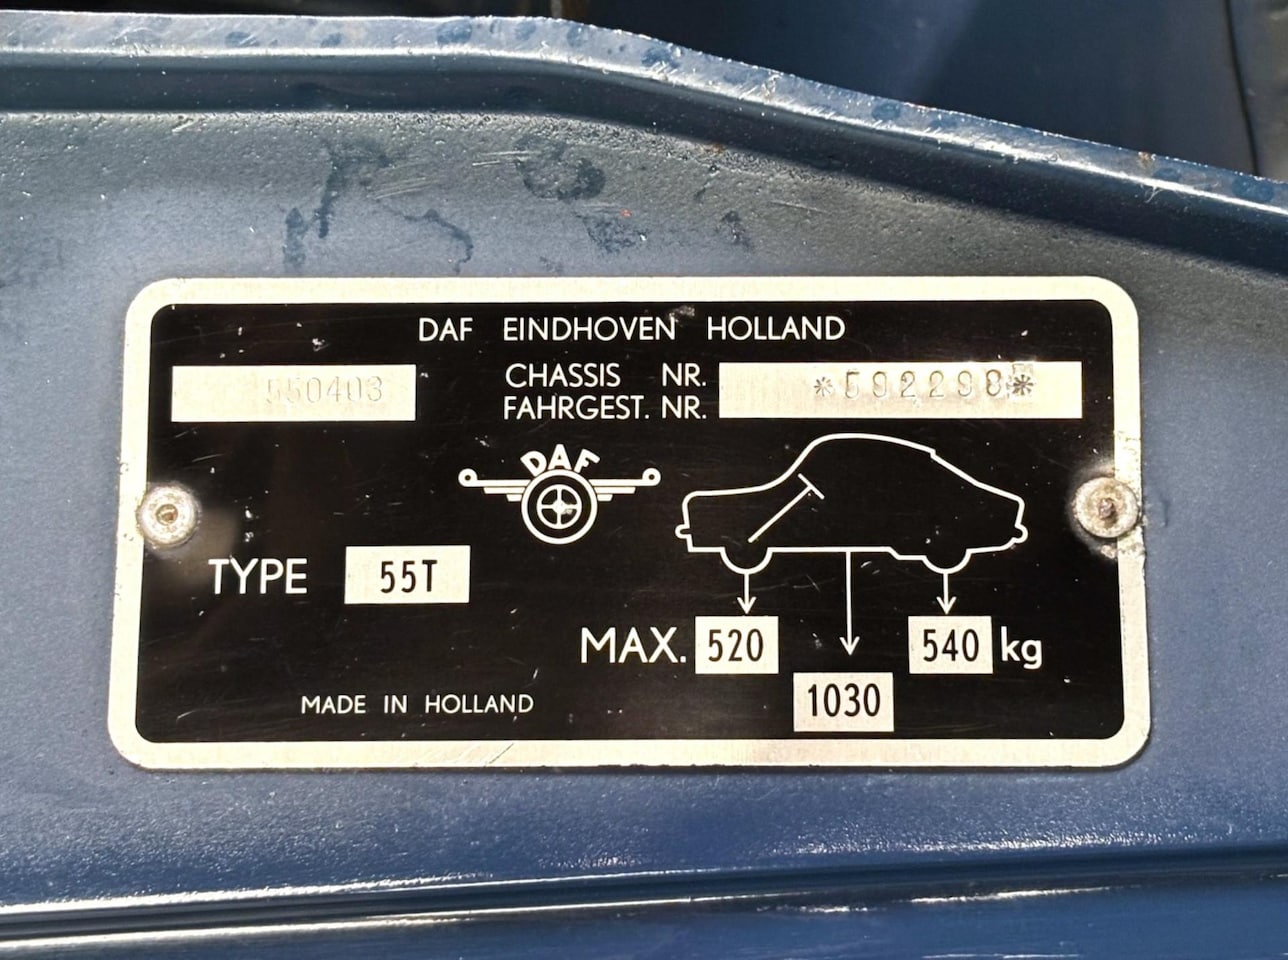 DAF EINDHOVEN HOLLAND
550403
CHASSIS NR.
FAHRGEST. NR.
*592298*
DAF
TYPE 55T
MAX. 520 540 kg
1030
MADE IN HOLLAND